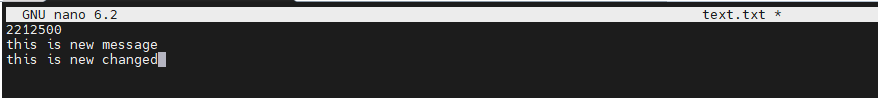 GNU nano 6.2 text.txt *
2212500
this is new message
this is new changed